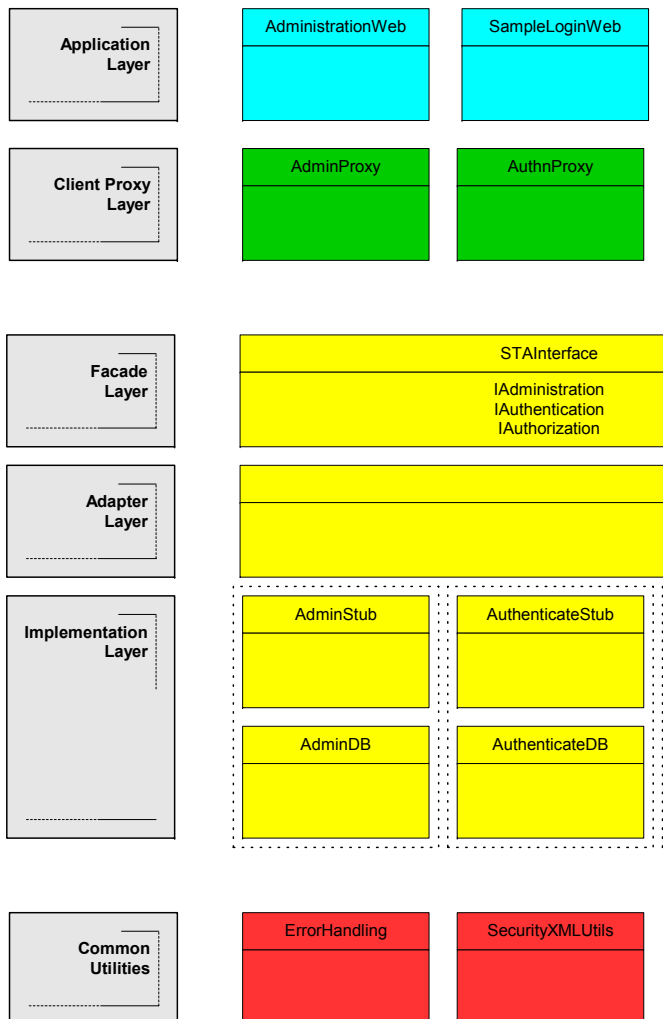 Application
Layer
AdministrationWeb
SampleLoginWeb
Client Proxy
Layer
AdminProxy
AuthnProxy
Facade
Layer
STAInterface
IAdministration
IAuthentication
IAuthorization
Adapter
Layer
Implementation
Layer
AdminStub
AuthenticateStub
AdminDB
AuthenticateDB
Common
Utilities
ErrorHandling
SecurityXMLUtils